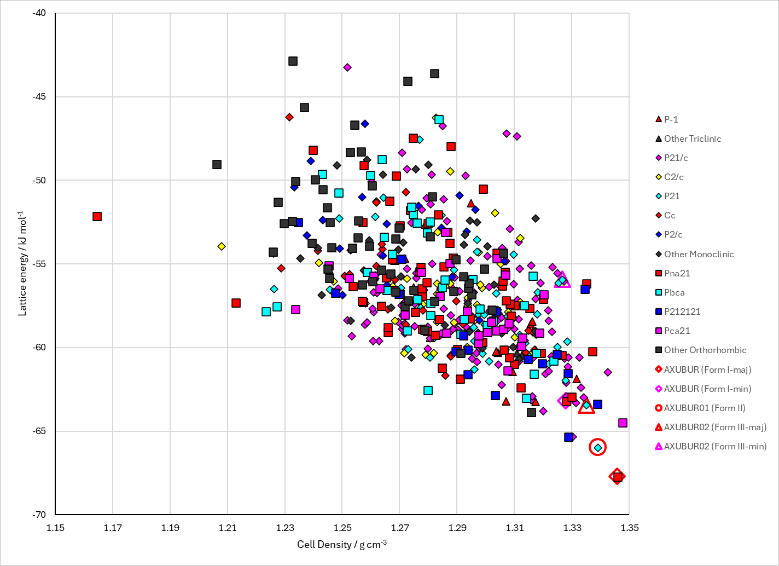 -40
-45
-50
-55
-60
-65
-70
Lattice energy / kJ mol⁻¹
1.15 1.17 1.19 1.21 1.23 1.25 1.27 1.29 1.31 1.33 1.35
Cell Density / g cm⁻³
P-1
Other Triclinic
P21/c
C2/c
P21
Cc
P2/c
Other Monoclinic
Pna21
Pbca
P212121
Pca21
Other Orthorhombic
AXUBUR (Form I-maj)
AXUBUR (Form I-min)
AXUBUR01 (Form II)
AXUBUR02 (Form III-maj)
AXUBUR02 (Form III-min)